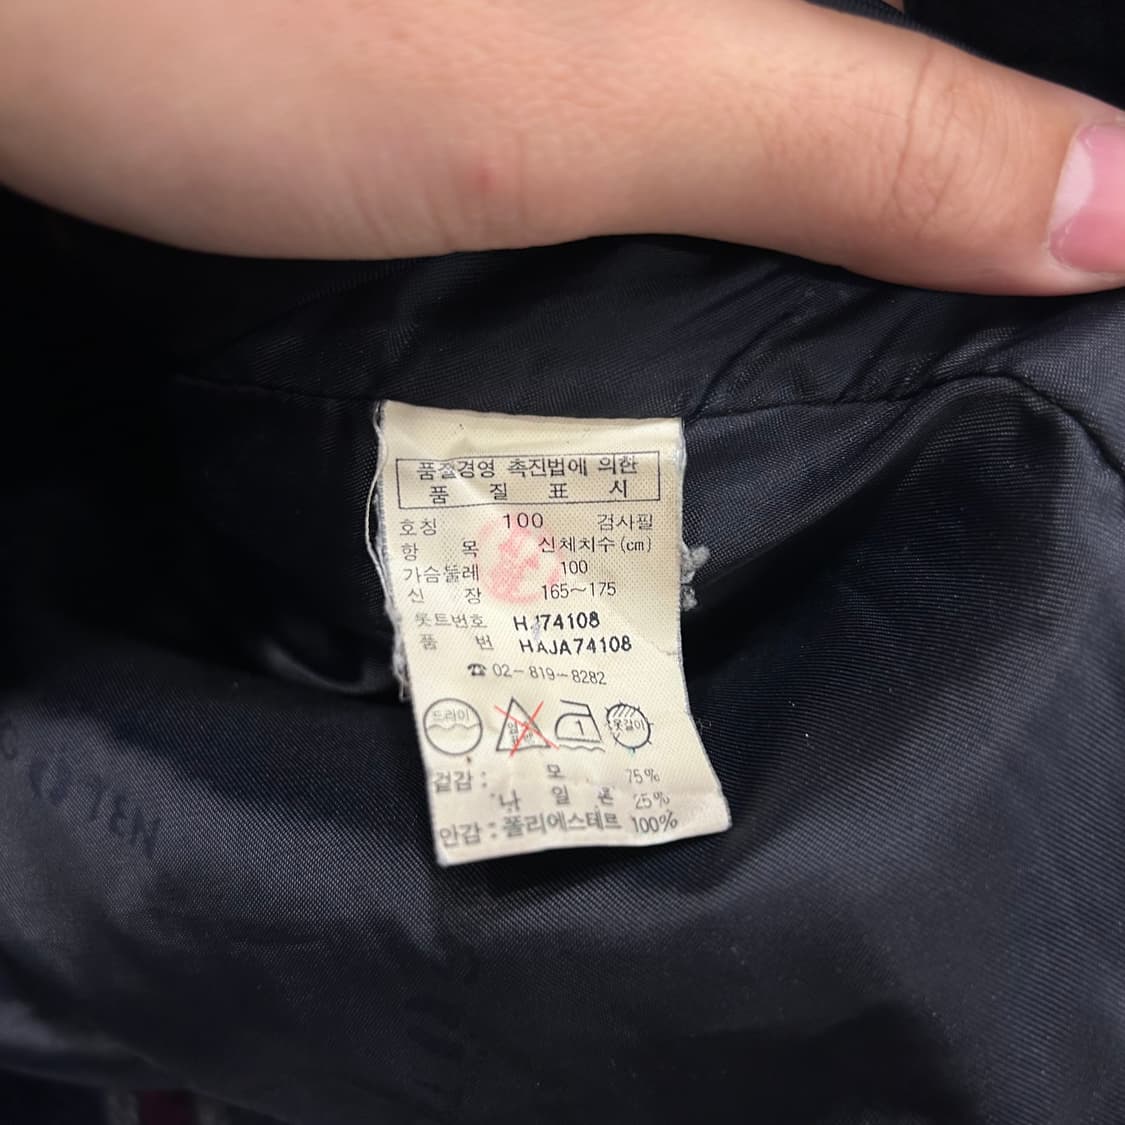 품질경영 촉진법에 의한
품 질 표 시
호칭 100 검사필
항 목 신체치수(cm)
가슴둘레 100
신 장 165~175
롯트번호 HJ74108
품 번 HAJA74108
☎ 02-819-8282
드라이 1 옷걸이
겉감 : 모 75%
나 일 론 25%
안감 : 폴리에스테르 100%